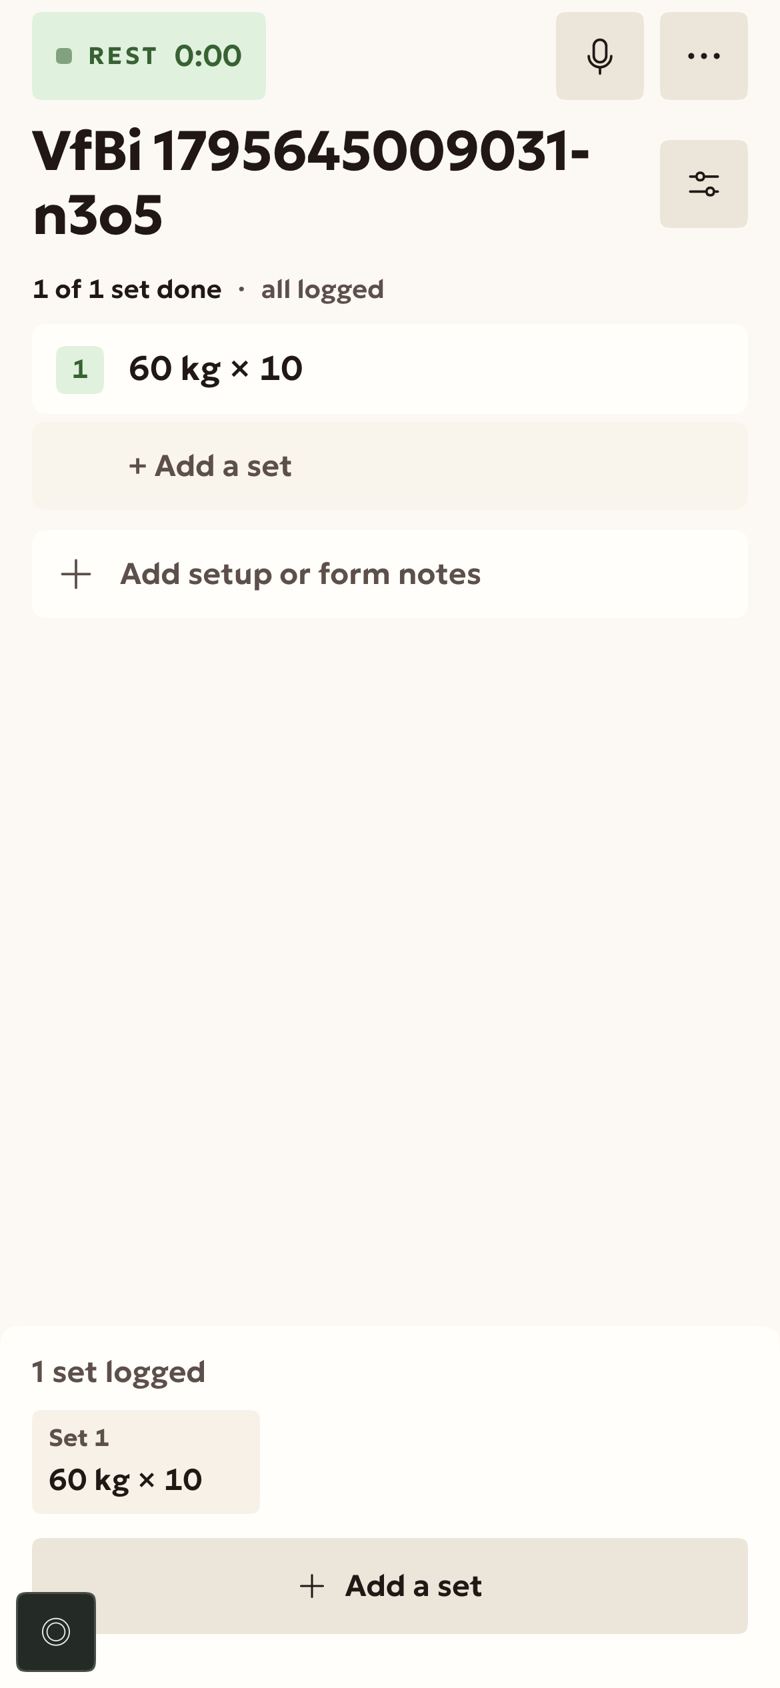 REST 0:00
VfBi 1795645009031-
n3o5
1 of 1 set done · all logged
1 60 kg × 10
+ Add a set
Add setup or form notes
1 set logged
Set 1
60 kg × 10
Add a set